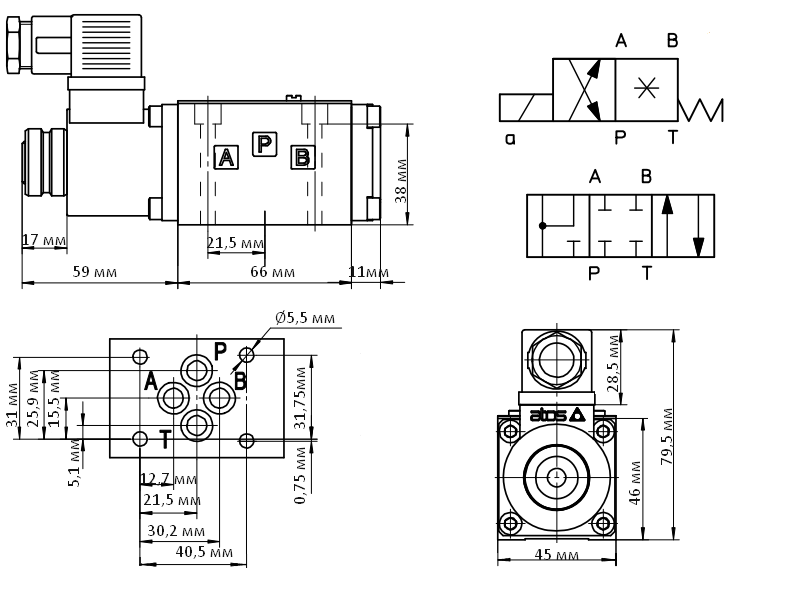 A B
a P T
A P B
38 мм
17 мм
21,5 мм
59 мм
66 мм
11мм
A B
P T
Ø5,5 мм
P
A B
T
31 мм
25,9 мм
15,5 мм
5,1 мм
31,75мм
0,75 мм
12,7 мм
21,5 мм
30,2 мм
40,5 мм
28,5 мм
79,5 мм
atos
46 мм
45 мм